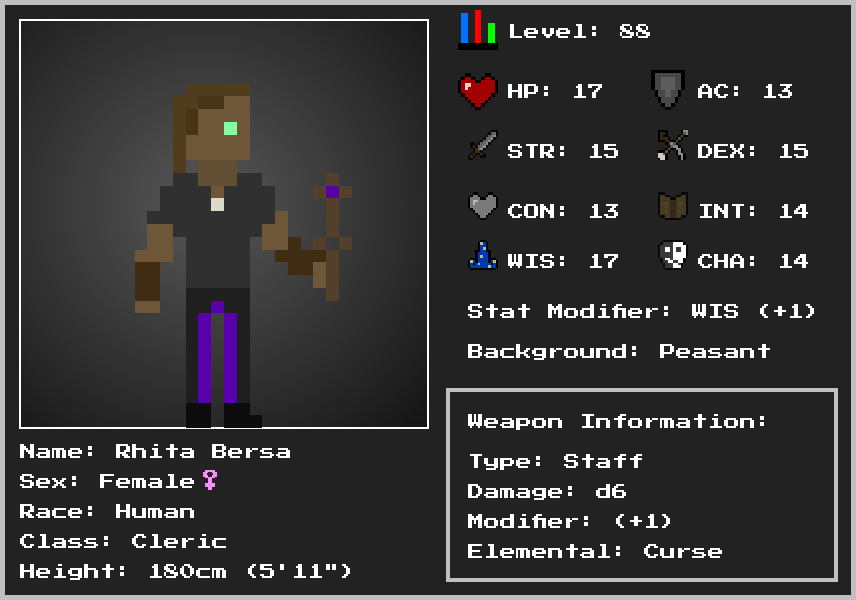 Level: 88
HP: 17 AC: 13
STR: 15 DEX: 15
CON: 13 INT: 14
WIS: 17 CHA: 14
Stat Modifier: WIS (+1)
Background: Peasant
Weapon Information:
Type: Staff
Damage: d6
Modifier: (+1)
Elemental: Curse
Name: Rhita Bersa
Sex: Female♀
Race: Human
Class: Cleric
Height: 180cm (5'11")